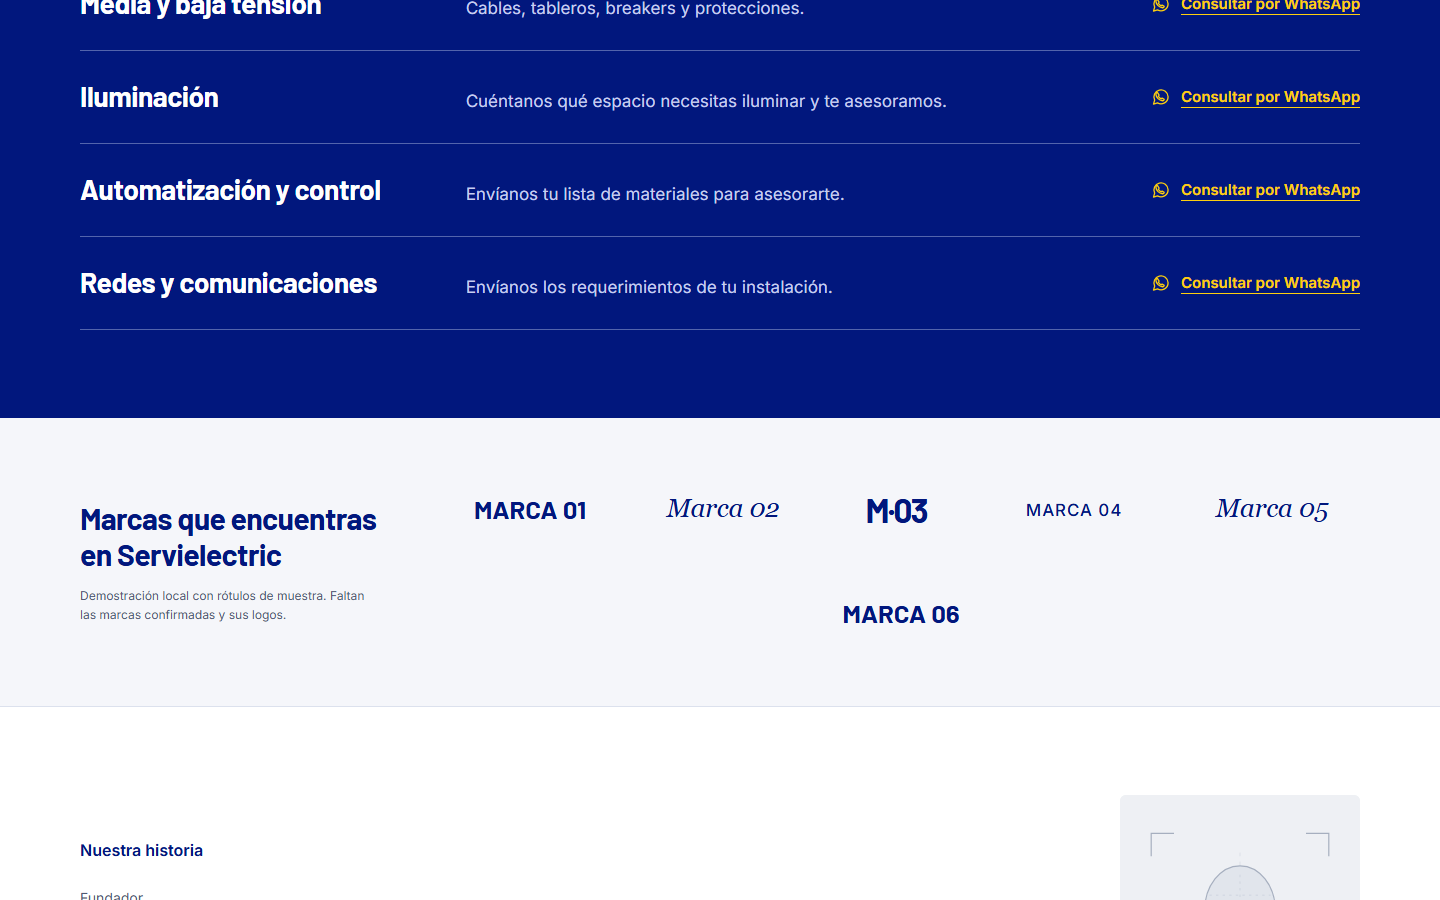 Media y baja tensión
Cables, tableros, breakers y protecciones.
Consultar por WhatsApp
Iluminación
Cuéntanos qué espacio necesitas iluminar y te asesoramos.
Consultar por WhatsApp
Automatización y control
Envíanos tu lista de materiales para asesorarte.
Consultar por WhatsApp
Redes y comunicaciones
Envíanos los requerimientos de tu instalación.
Consultar por WhatsApp
Marcas que encuentras
en Servielectric
Demostración local con rótulos de muestra. Faltan
las marcas confirmadas y sus logos.
MARCA 01
Marca 02
M·03
MARCA 04
Marca 05
MARCA 06
Nuestra historia
Fundador